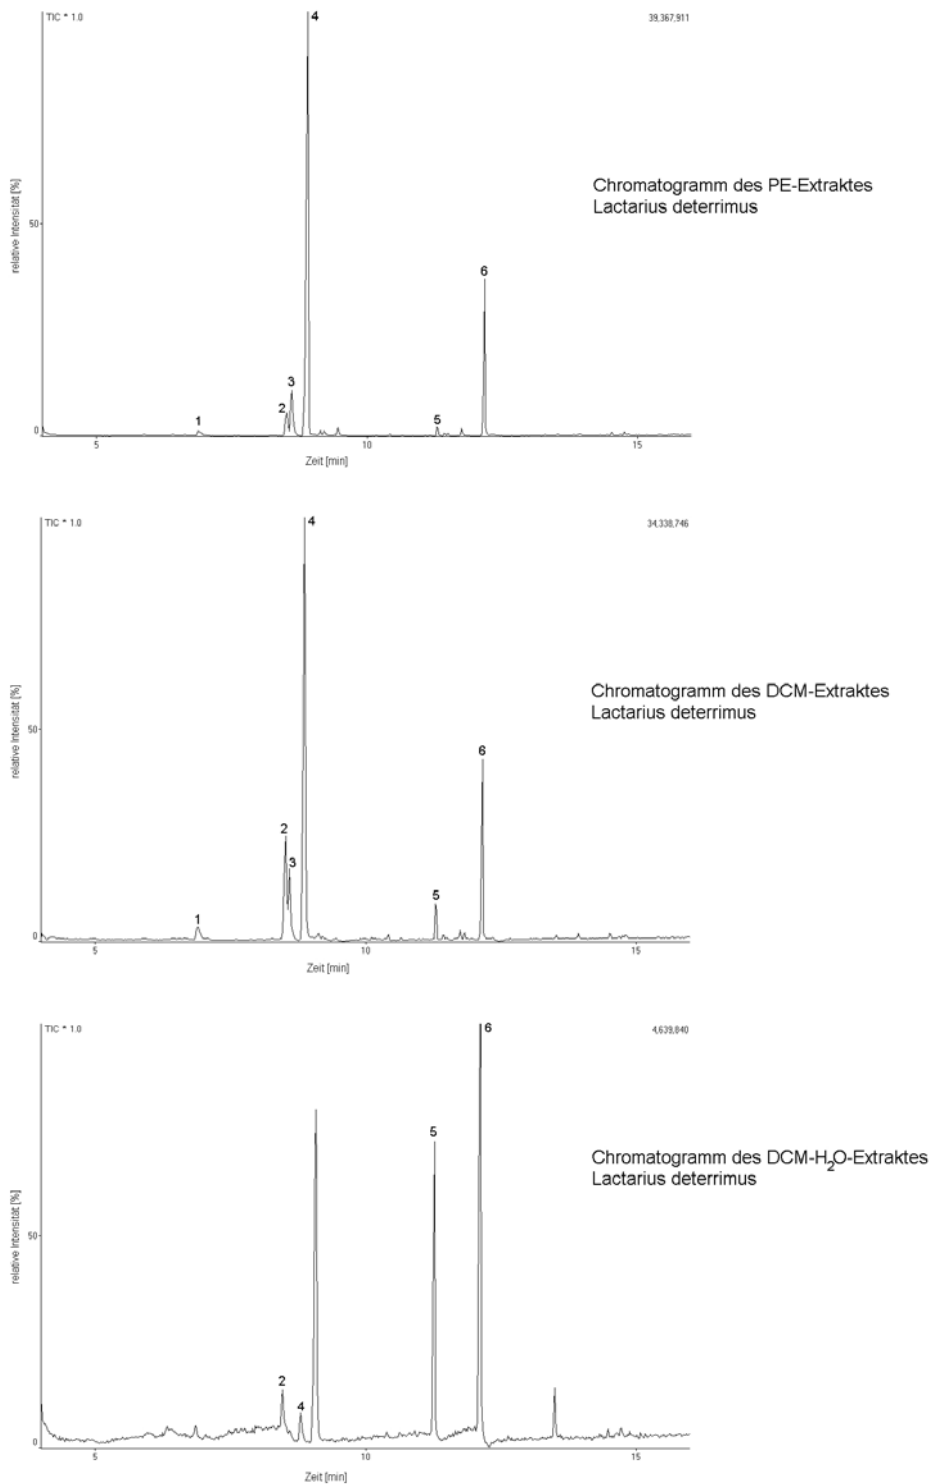 TIC * 1.0
4
39,367,911
Chromatogramm des PE-Extraktes
Lactarius deterrimus
relative Intensität [%]
50
6
3
2
1
5
0
5
10
15
Zeit [min]
TIC * 1.0
4
34,338,746
Chromatogramm des DCM-Extraktes
Lactarius deterrimus
relative Intensität [%]
50
6
2
3
5
1
0
5
10
15
Zeit [min]
TIC * 1.0
6
4,639,840
5
Chromatogramm des DCM-H₂O-Extraktes
Lactarius deterrimus
relative Intensität [%]
50
2
4
0
5
10
15
Zeit [min]